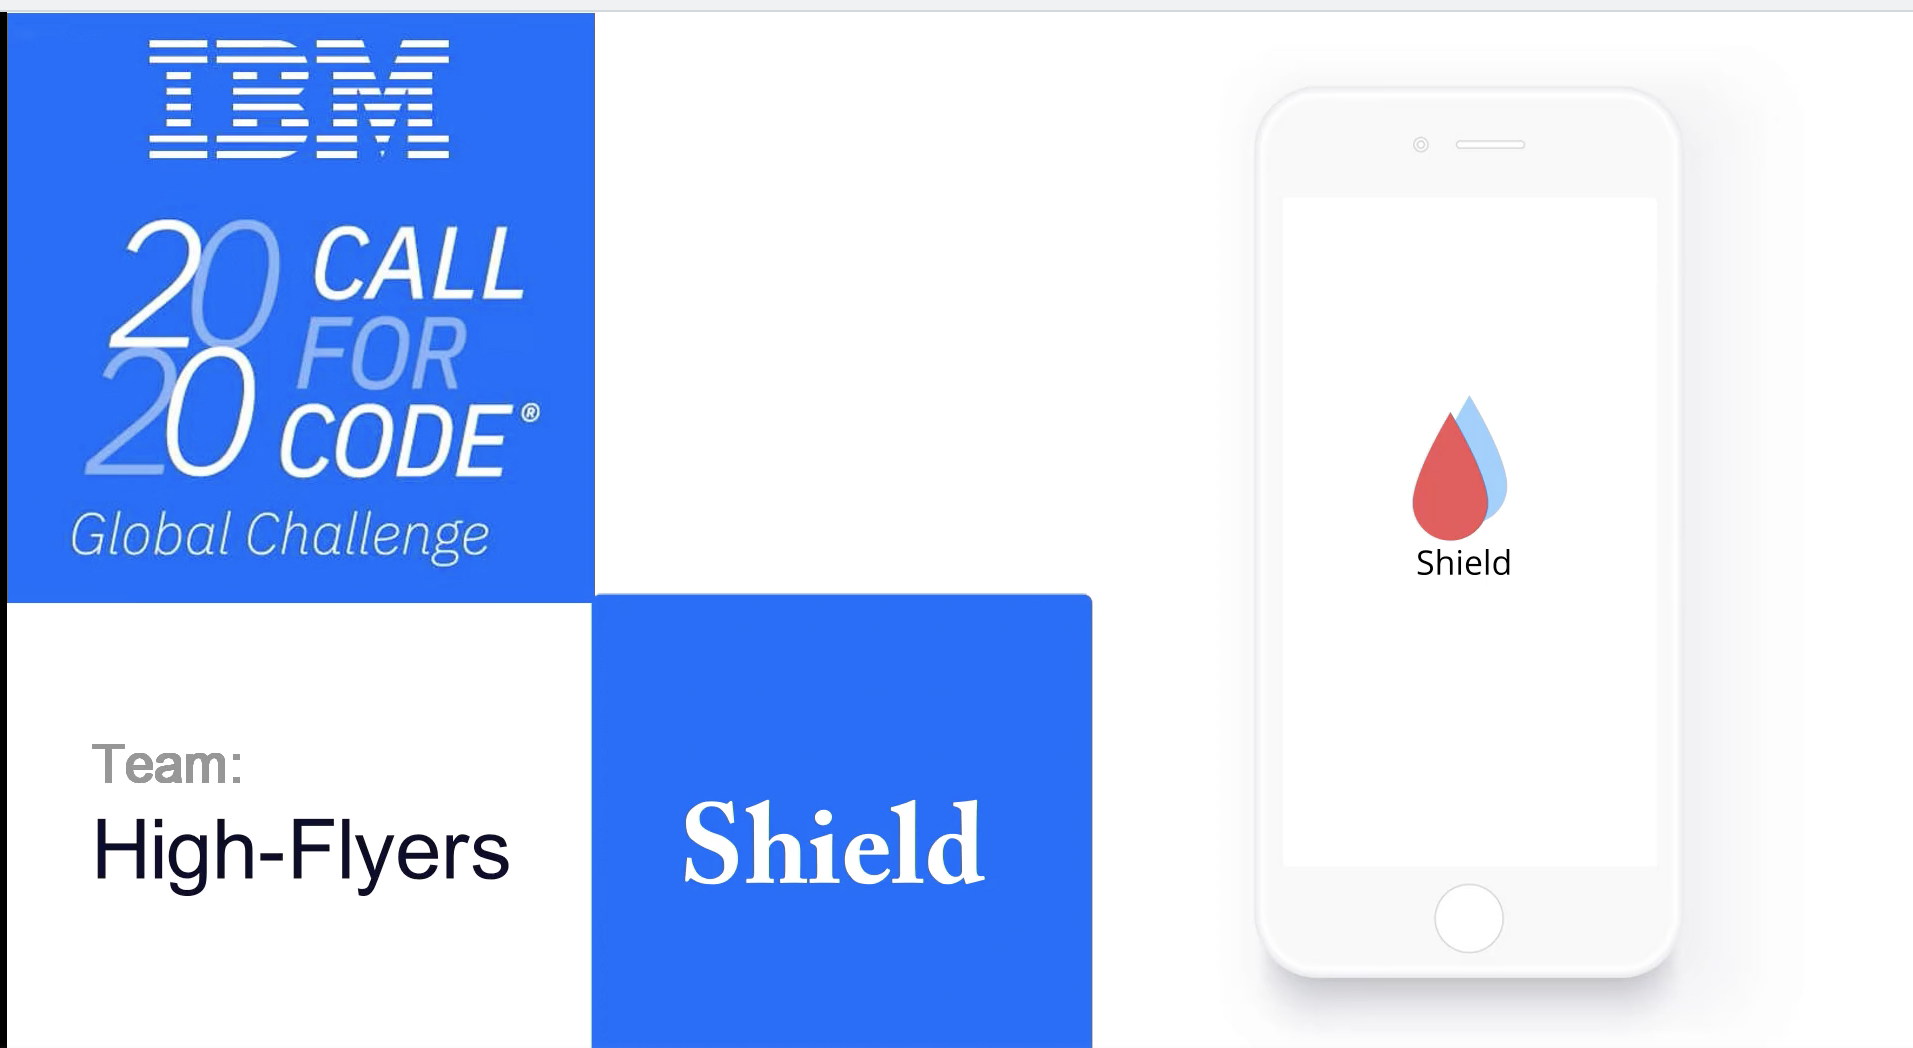 IBM
2020
CALL
FOR
CODE®
Global Challenge
Team:
High-Flyers
Shield
Shield